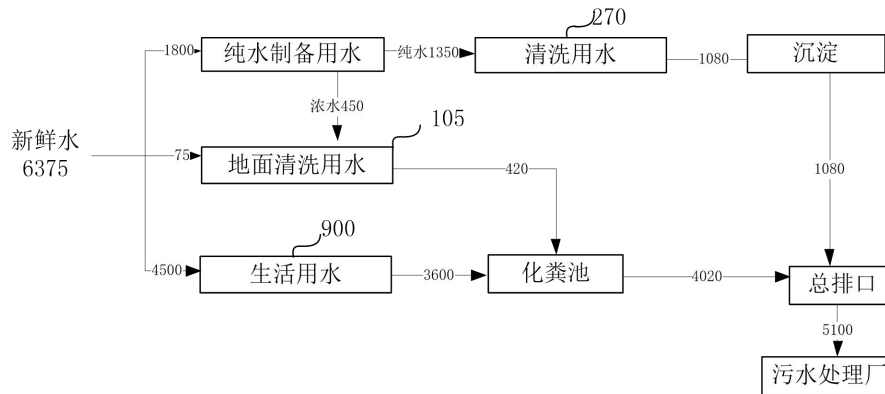 270
1800
纯水制备用水
纯水1350
清洗用水
1080
沉淀
浓水450
105
新鲜水
6375
75
地面清洗用水
420
1080
900
4500
生活用水
3600
化粪池
4020
总排口
5100
污水处理厂